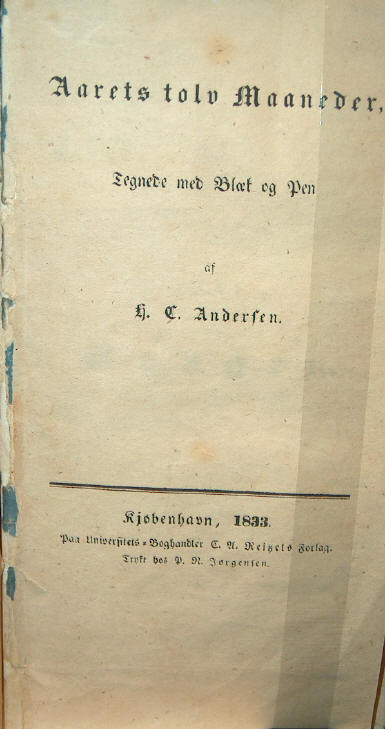 Aarets tolv Maaneder,
Tegnede med Blæk og Pen
af
H. C. Andersen.
Kjøbenhavn, 1833.
Paa Universitets-Boghandler C. A. Reitzels Forlag.
Trykt hos P. N. Jørgensen.